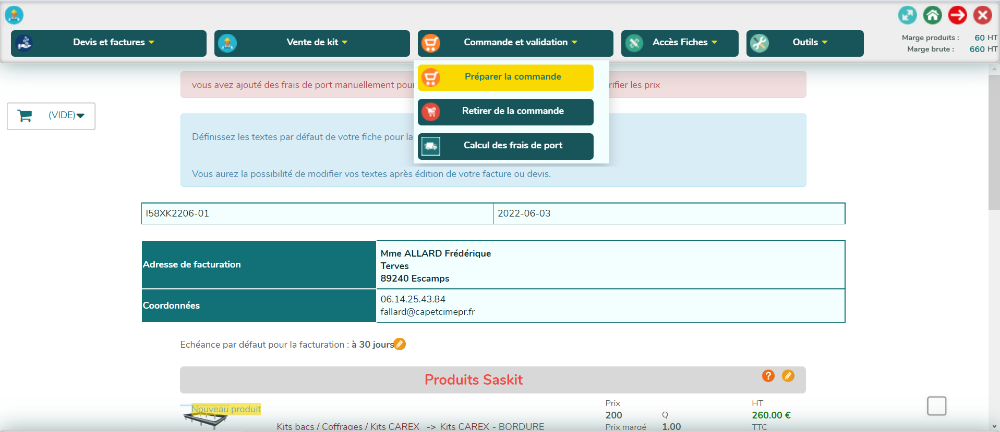 Devis et factures
Vente de kit
Commande et validation
Accès Fiches
Outils
Marge produits : 60 HT
Marge brute : 660 HT
Préparer la commande
Retirer de la commande
Calcul des frais de port
vous avez ajouté des frais de port manuellement pour
rifier les prix
(VIDE)
Définissez les textes par défaut de votre fiche pour la
Vous aurez la possibilité de modifier vos textes après édition de votre facture ou devis.
I58XK2206-01
2022-06-03
Adresse de facturation
Mme ALLARD Frédérique
Terves
89240 Escamps
Coordonnées
06.14.25.43.84
fallard@capetcimepr.fr
Echéance par défaut pour la facturation : à 30 jours
Produits Saskit
?
Nouveau produit
Kits bacs / Coffrages / Kits CAREX -> Kits CAREX - BORDURE
Prix
200
Prix margé
Q
1.00
HT
260.00 €
TTC